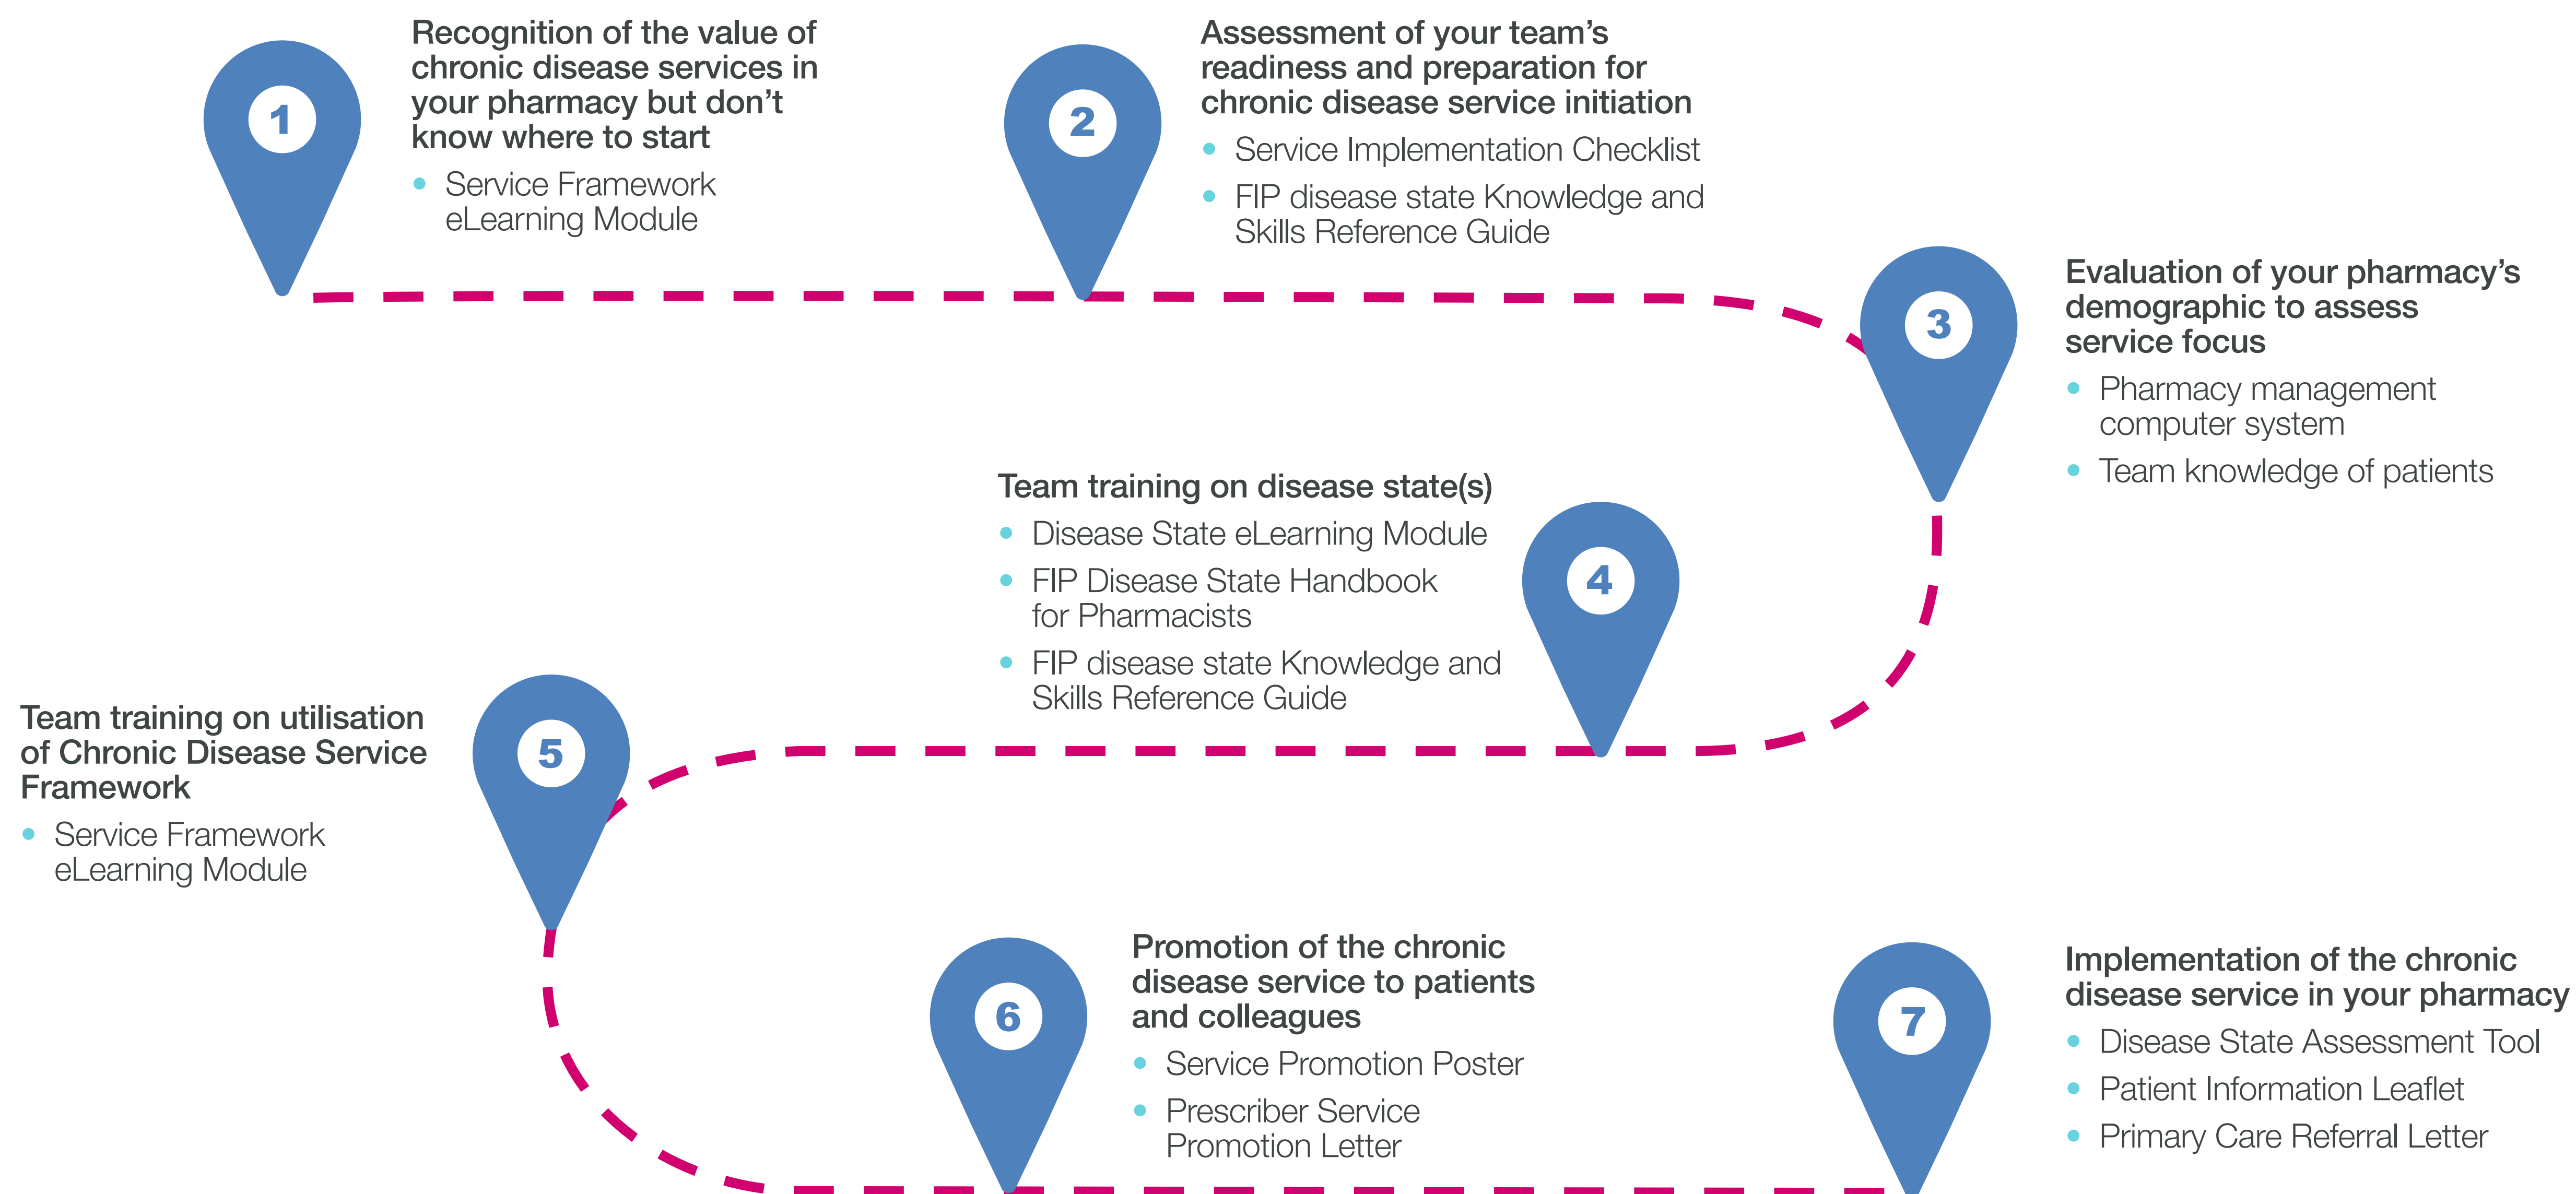 1
Recognition of the value of
chronic disease services in
your pharmacy but don’t
know where to start
• Service Framework
eLearning Module
2
Assessment of your team’s
readiness and preparation for
chronic disease service initiation
• Service Implementation Checklist
• FIP disease state Knowledge and
Skills Reference Guide
3
Evaluation of your pharmacy’s
demographic to assess
service focus
• Pharmacy management
computer system
• Team knowledge of patients
4
Team training on disease state(s)
• Disease State eLearning Module
• FIP Disease State Handbook
for Pharmacists
• FIP disease state Knowledge and
Skills Reference Guide
5
Team training on utilisation
of Chronic Disease Service
Framework
• Service Framework
eLearning Module
6
Promotion of the chronic
disease service to patients
and colleagues
• Service Promotion Poster
• Prescriber Service
Promotion Letter
7
Implementation of the chronic
disease service in your pharmacy
• Disease State Assessment Tool
• Patient Information Leaflet
• Primary Care Referral Letter